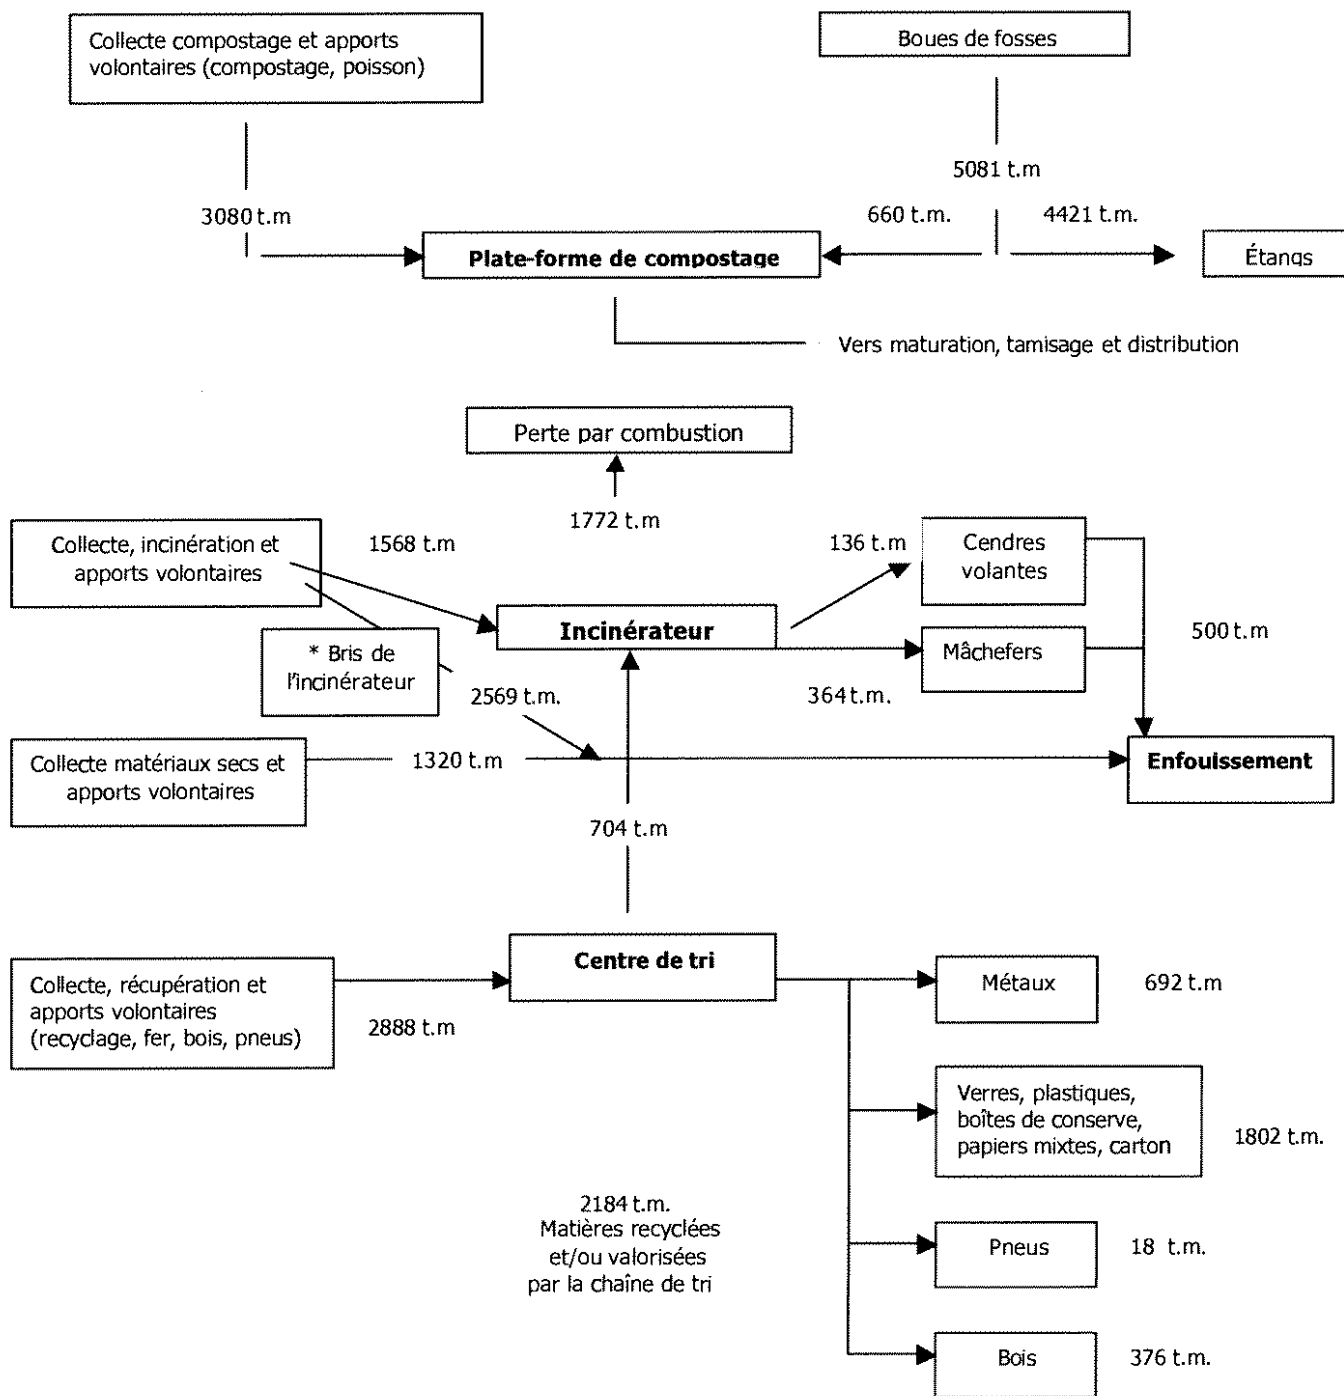 Collecte compostage et apports
volontaires (compostage, poisson)
Boues de fosses
5081 t.m
3080 t.m
660 t.m.
4421 t.m.
Plate-forme de compostage
Étangs
Vers maturation, tamisage et distribution
Perte par combustion
1772 t.m
Collecte, incinération et
apports volontaires
1568 t.m
136 t.m
Cendres
volantes
Incinérateur
500 t.m
* Bris de
l'incinérateur
Mâchefers
2569 t.m.
364 t.m.
Collecte matériaux secs et
apports volontaires
1320 t.m
Enfouissement
704 t.m
Centre de tri
Collecte, récupération et
apports volontaires
(recyclage, fer, bois, pneus)
2888 t.m
Métaux
692 t.m
Verres, plastiques,
boîtes de conserve,
papiers mixtes, carton
1802 t.m.
2184 t.m.
Matières recyclées
et/ou valorisées
par la chaîne de tri
Pneus
18 t.m.
Bois
376 t.m.